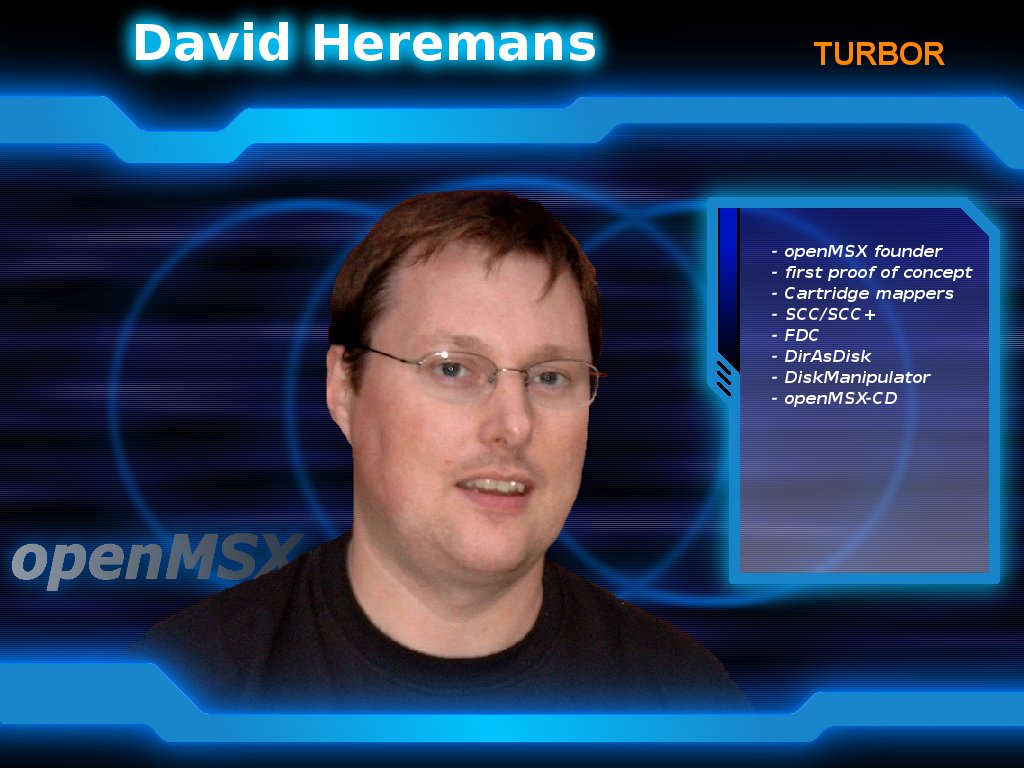 David Heremans
TURBOR
- openMSX founder
- first proof of concept
- Cartridge mappers
- SCC/SCC+
- FDC
- DirAsDisk
- DiskManipulator
- openMSX-CD
openMSX